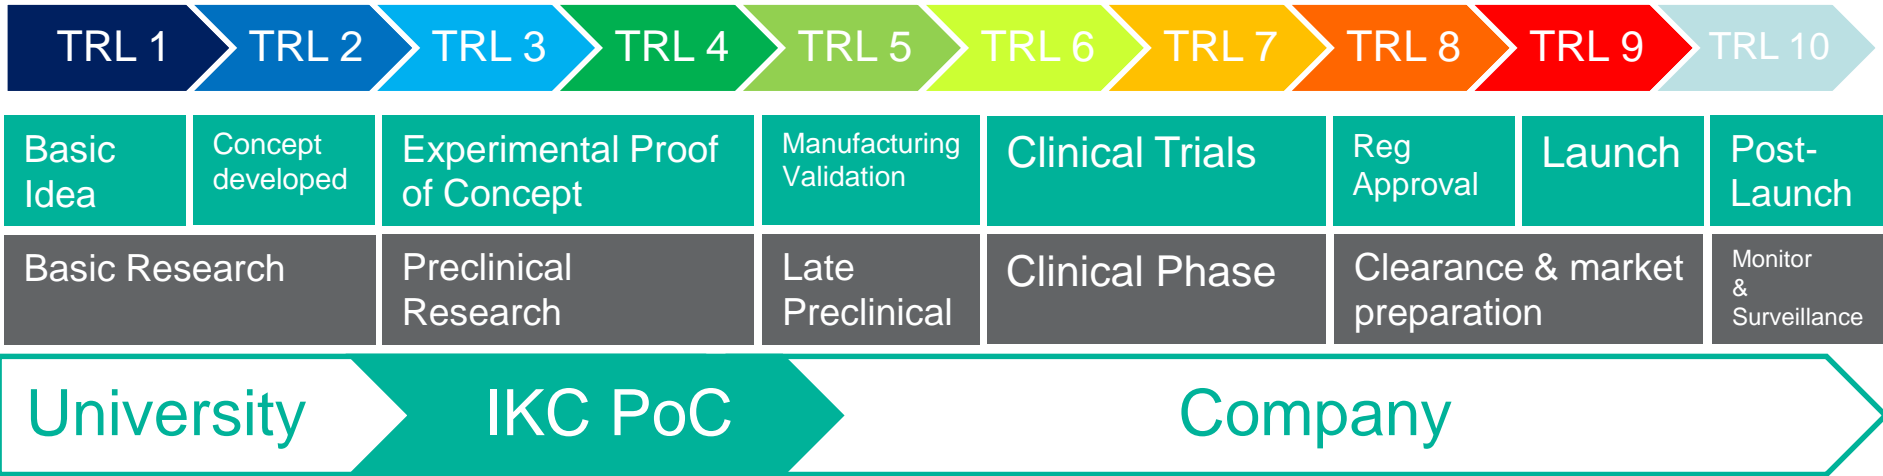 TRL 1 TRL 2 TRL 3 TRL 4 TRL 5 TRL 6 TRL 7 TRL 8 TRL 9 TRL 10
Basic
Idea
Concept
developed
Experimental Proof
of Concept
Manufacturing
Validation
Clinical Trials
Reg
Approval
Launch
Post-
Launch
Basic Research
Preclinical
Research
Late
Preclinical
Clinical Phase
Clearance & market
preparation
Monitor
&
Surveillance
University
IKC PoC
Company